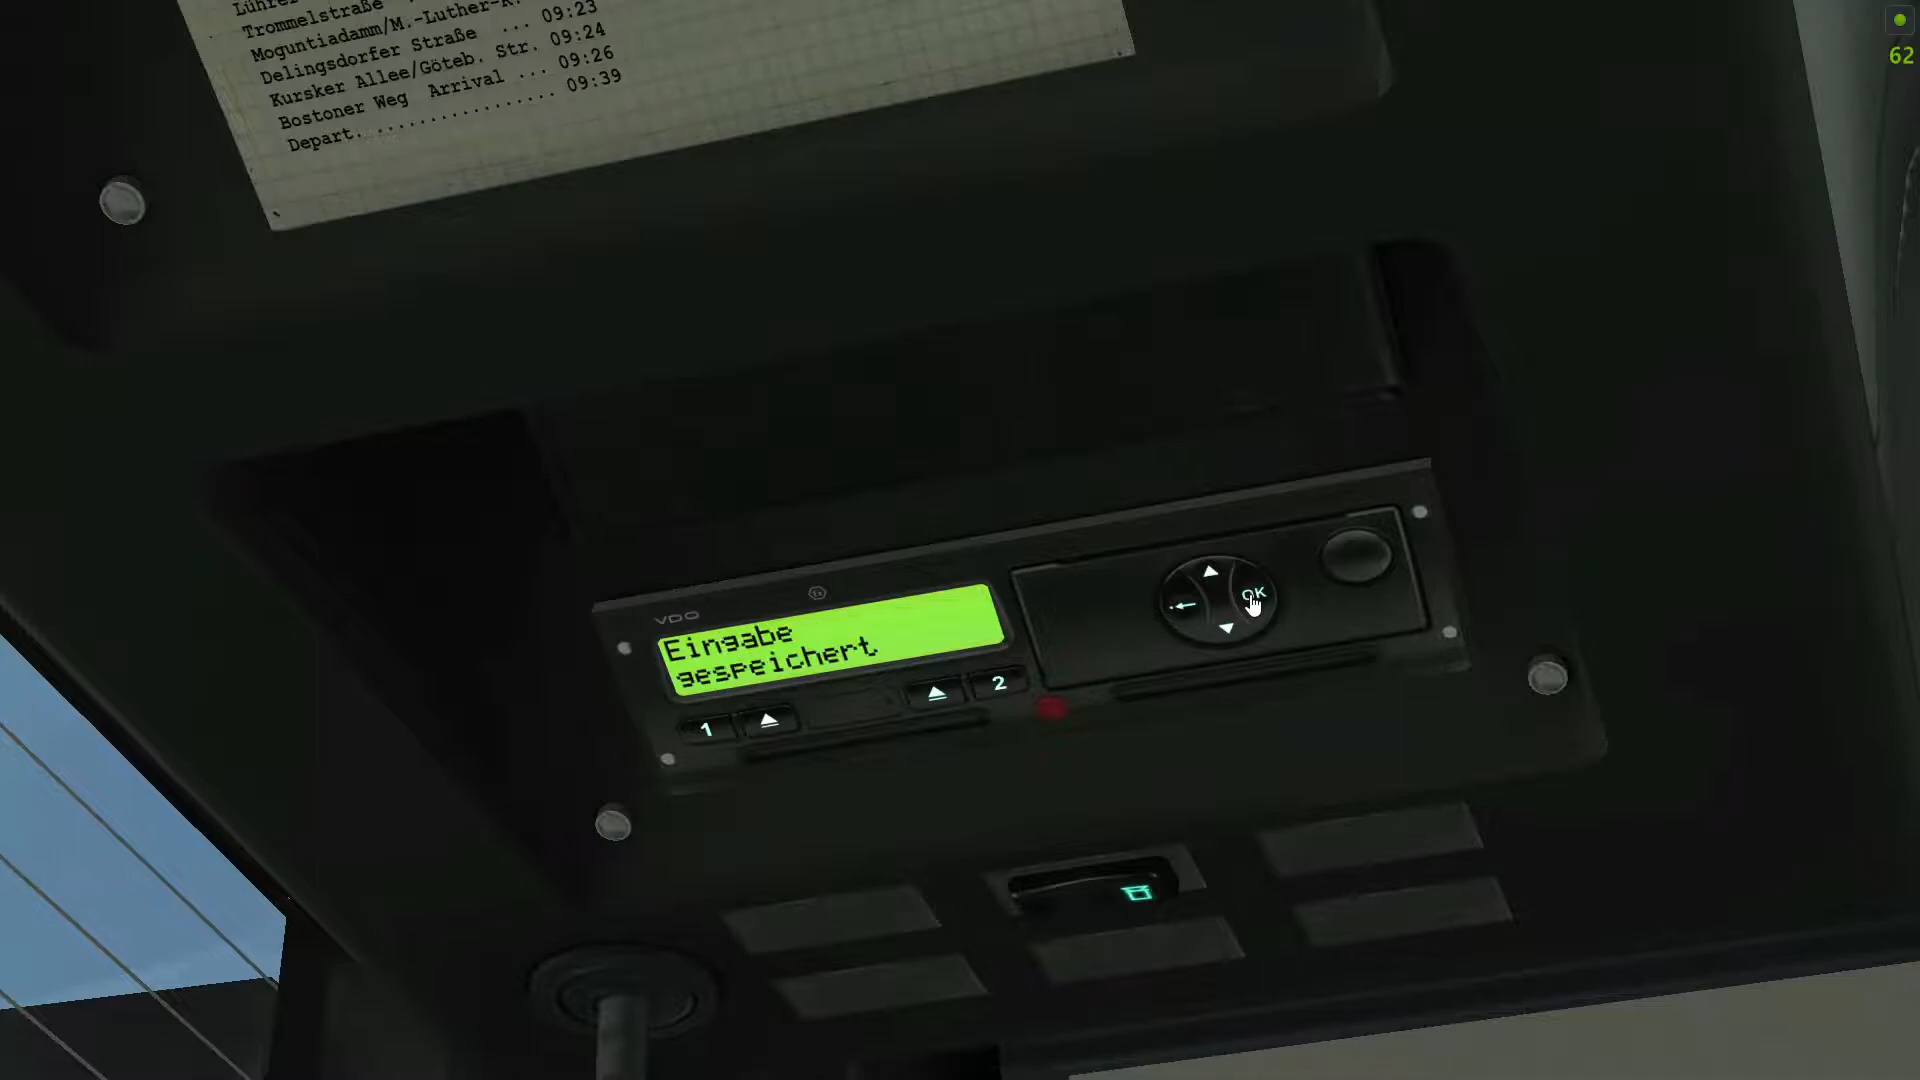 Trommelstraße
Moguntiadamm/M.-Luther-K. 09:23
Delingsdorfer Straße ... 09:24
Kursker Allee/Göteb. Str. 09:26
Bostoner Weg Arrival ... 09:39
Depart..................
62
VDO
Eingabe
gespeichert
OK
1
2